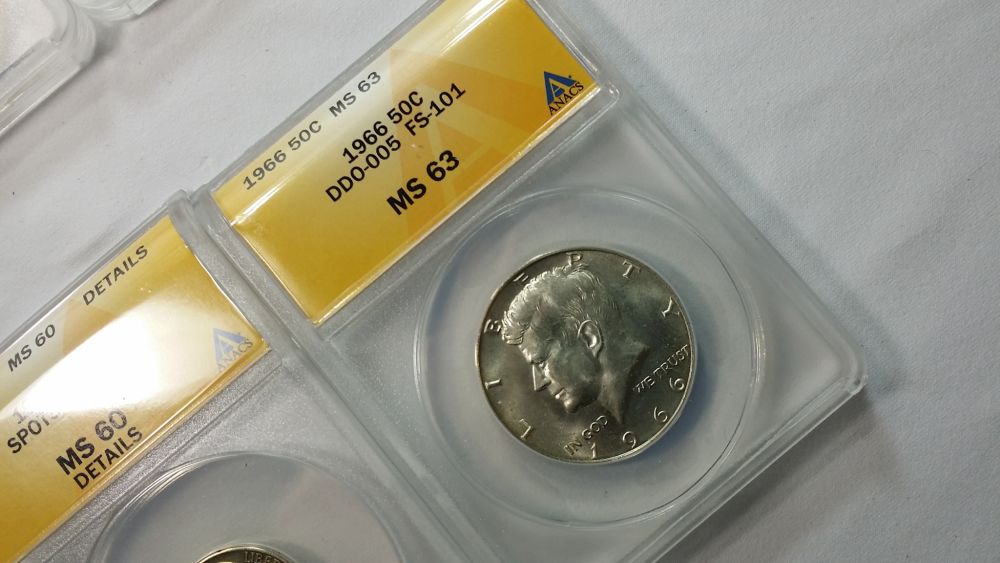 1966 50C MS 63
1966 50C
DDO-005 FS-101
MS 63
ANACS
LIBERTY
IN GOD WE TRUST
1966
MS 60 DETAILS
MS 60
DETAILS
ANACS